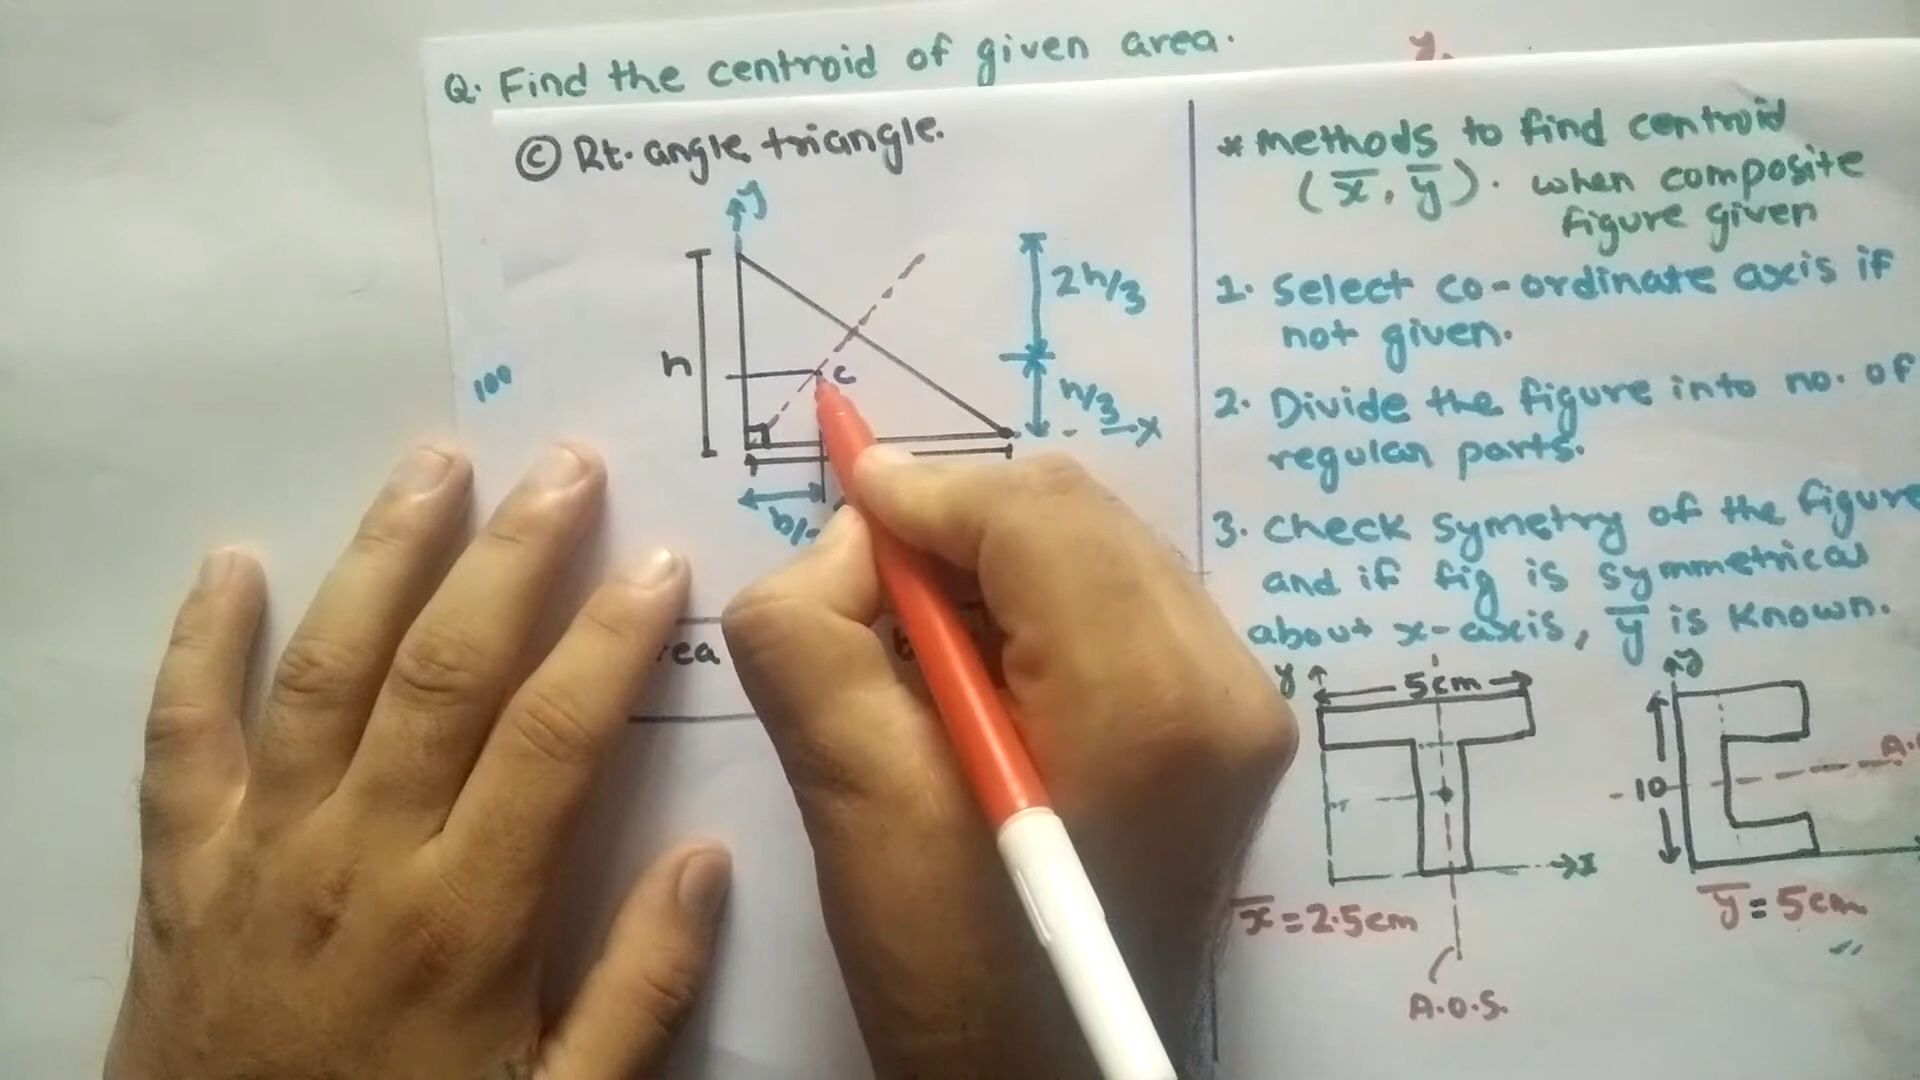 Q. Find the centroid of given area.
y.
© Rt. angle triangle.
y
h
c
2h/3
h/3
x
b/
100
rea
* Methods to find centroid
(x̅, y̅). when composite
figure given
1. Select co-ordinate axis if
not given.
2. Divide the figure into no. of
regular parts.
3. check symetry of the figure
and if fig is symmetrical
about x-axis, y̅ is known.
y
5cm
x
x̅ = 2.5cm
A.O.S.
y
10
A.
y̅ = 5cm